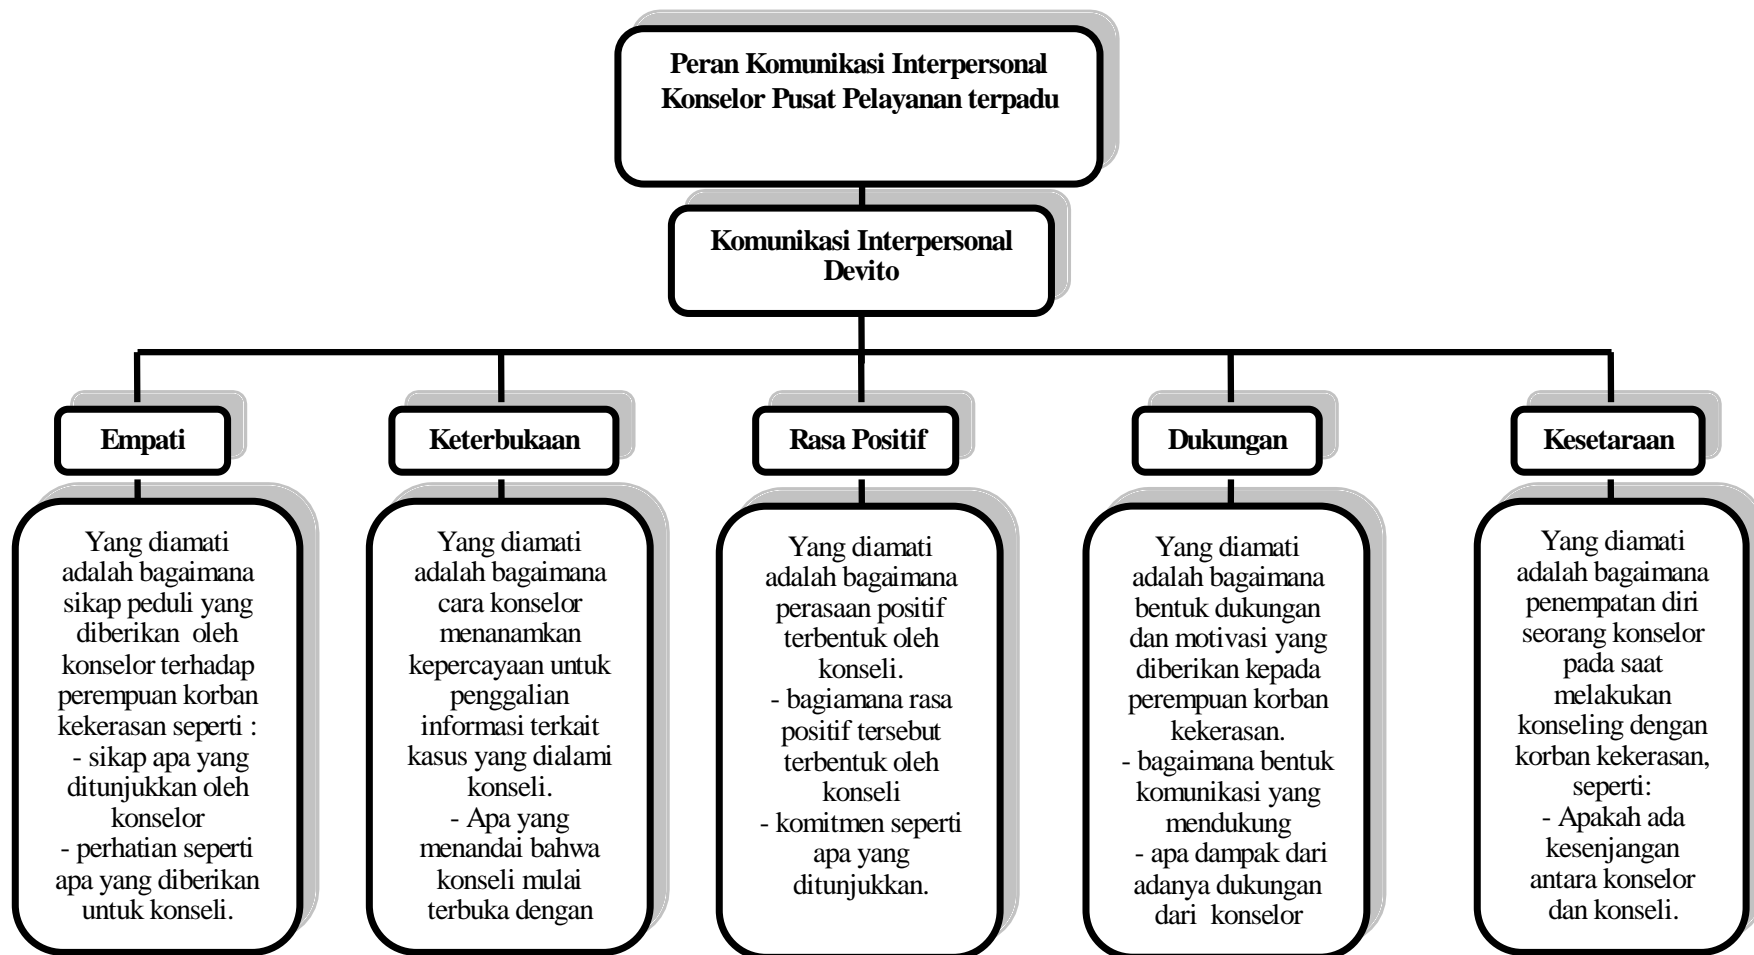 Peran Komunikasi Interpersonal
Konselor Pusat Pelayanan terpadu
Komunikasi Interpersonal
Devito
Empati
Keterbukaan
Rasa Positif
Dukungan
Kesetaraan
Yang diamati
adalah bagaimana
sikap peduli yang
diberikan oleh
konselor terhadap
perempuan korban
kekerasan seperti :
- sikap apa yang
ditunjukkan oleh
konselor
- perhatian seperti
apa yang diberikan
untuk konseli.
Yang diamati
adalah bagaimana
cara konselor
menanamkan
kepercayaan untuk
penggalian
informasi terkait
kasus yang dialami
konseli.
- Apa yang
menandai bahwa
konseli mulai
terbuka dengan
Yang diamati
adalah bagaimana
perasaan positif
terbentuk oleh
konseli.
- bagiamana rasa
positif tersebut
terbentuk oleh
konseli
- komitmen seperti
apa yang
ditunjukkan.
Yang diamati
adalah bagaimana
bentuk dukungan
dan motivasi yang
diberikan kepada
perempuan korban
kekerasan.
- bagaimana bentuk
komunikasi yang
mendukung
- apa dampak dari
adanya dukungan
dari konselor
Yang diamati
adalah bagaimana
penempatan diri
seorang konselor
pada saat
melakukan
konseling dengan
korban kekerasan,
seperti:
- Apakah ada
kesenjangan
antara konselor
dan konseli.